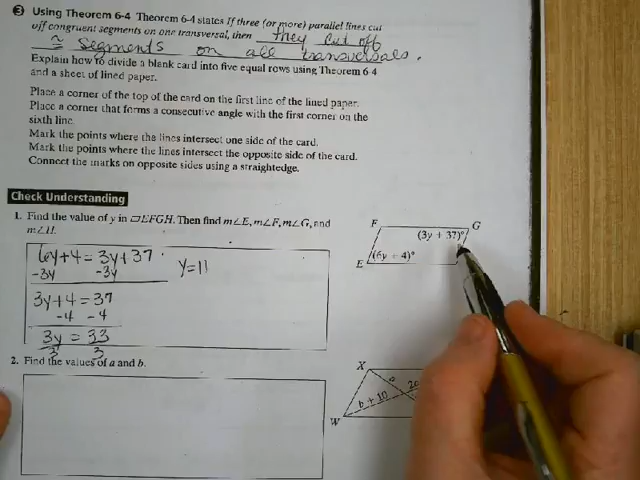 3 Using Theorem 6-4 Theorem 6-4 states If three (or more) parallel lines cut
off congruent segments on one transversal, then they cut off
≅ segments on all transversals.
Explain how to divide a blank card into five equal rows using Theorem 6-4
and a sheet of lined paper.
Place a corner of the top of the card on the first line of the lined paper.
Place a corner that forms a consecutive angle with the first corner on the
sixth line.
Mark the points where the lines intersect one side of the card.
Mark the points where the lines intersect the opposite side of the card.
Connect the marks on opposite sides using a straightedge.
Check Understanding
1. Find the value of y in ▱EFGH. Then find m∠E, m∠F, m∠G, and
m∠H.
6y+4 = 3y+37
-3y -3y
y=11
3y+4 = 37
-4 -4
3y = 33
3 3
F G
(3y + 37)°
E (6y + 4)°
2. Find the values of a and b.
X
a
b + 10
W